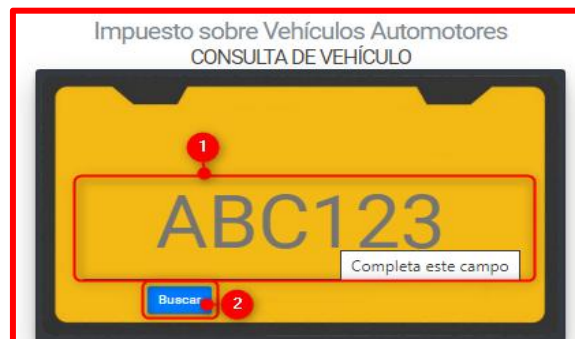 Impuesto sobre Vehículos Automotores
CONSULTA DE VEHÍCULO
1
ABC123
Completa este campo
Buscar
2